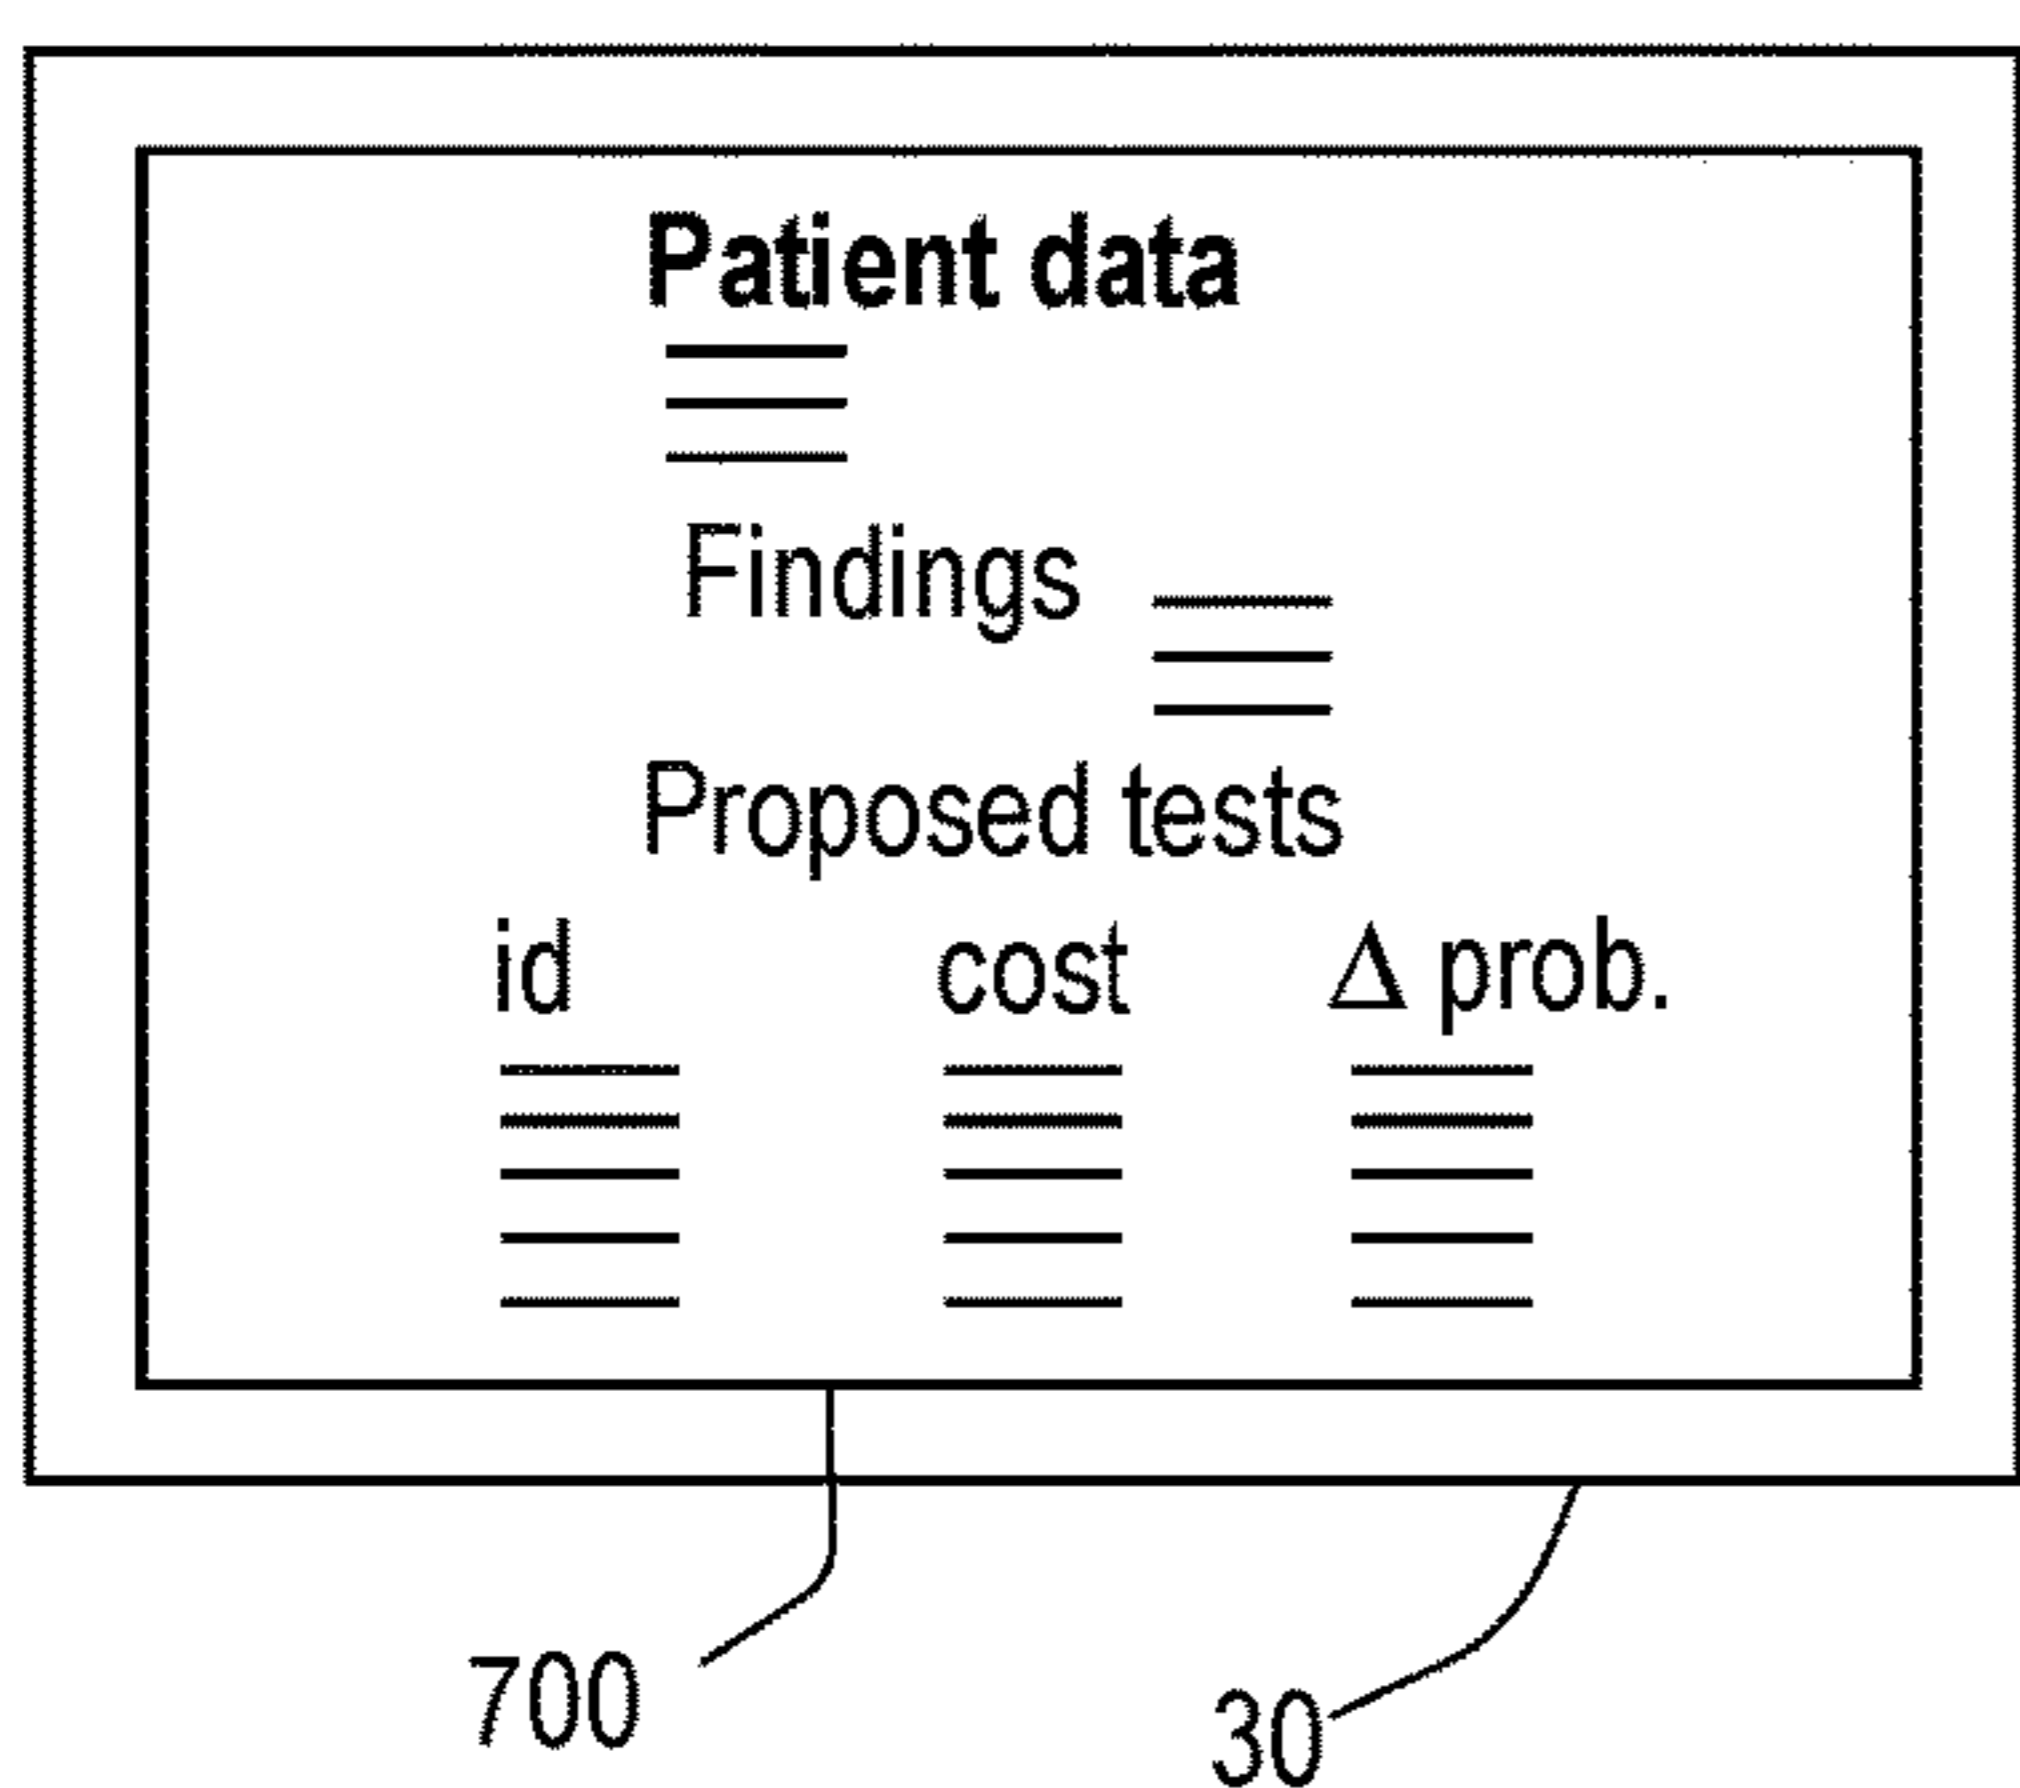 Patient data
Findings
Proposed tests
id cost Δ prob.
700
30